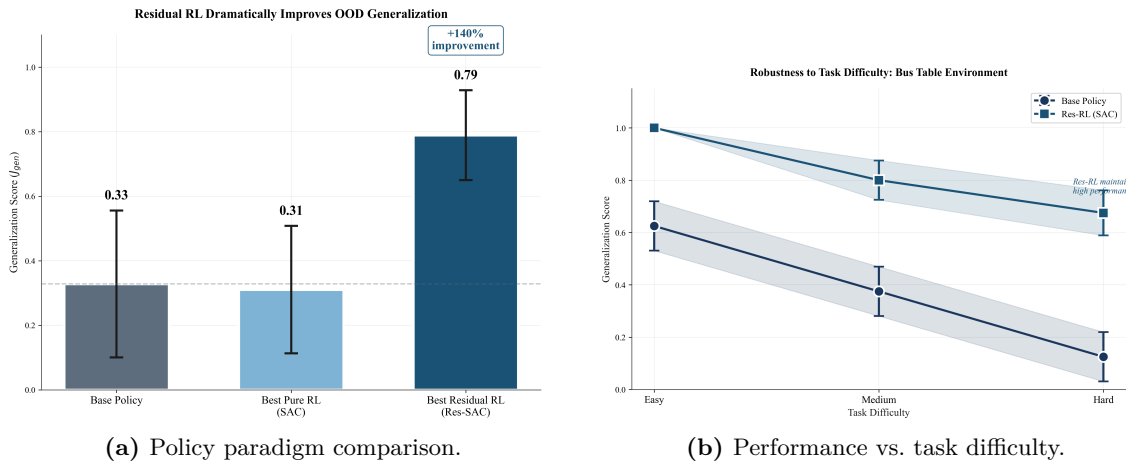 Residual RL Dramatically Improves OOD Generalization
+140%
improvement
0.79
0.33
0.31
Generalization Score (J_gen)
1.0
0.8
0.6
0.4
0.2
0.0
Base Policy
Best Pure RL
(SAC)
Best Residual RL
(Res-SAC)
(a) Policy paradigm comparison.
Robustness to Task Difficulty: Bus Table Environment
Base Policy
Res-RL (SAC)
Res-RL maintai
high performan
Generalization Score
1.0
0.8
0.6
0.4
0.2
0.0
Easy
Medium
Hard
Task Difficulty
(b) Performance vs. task difficulty.